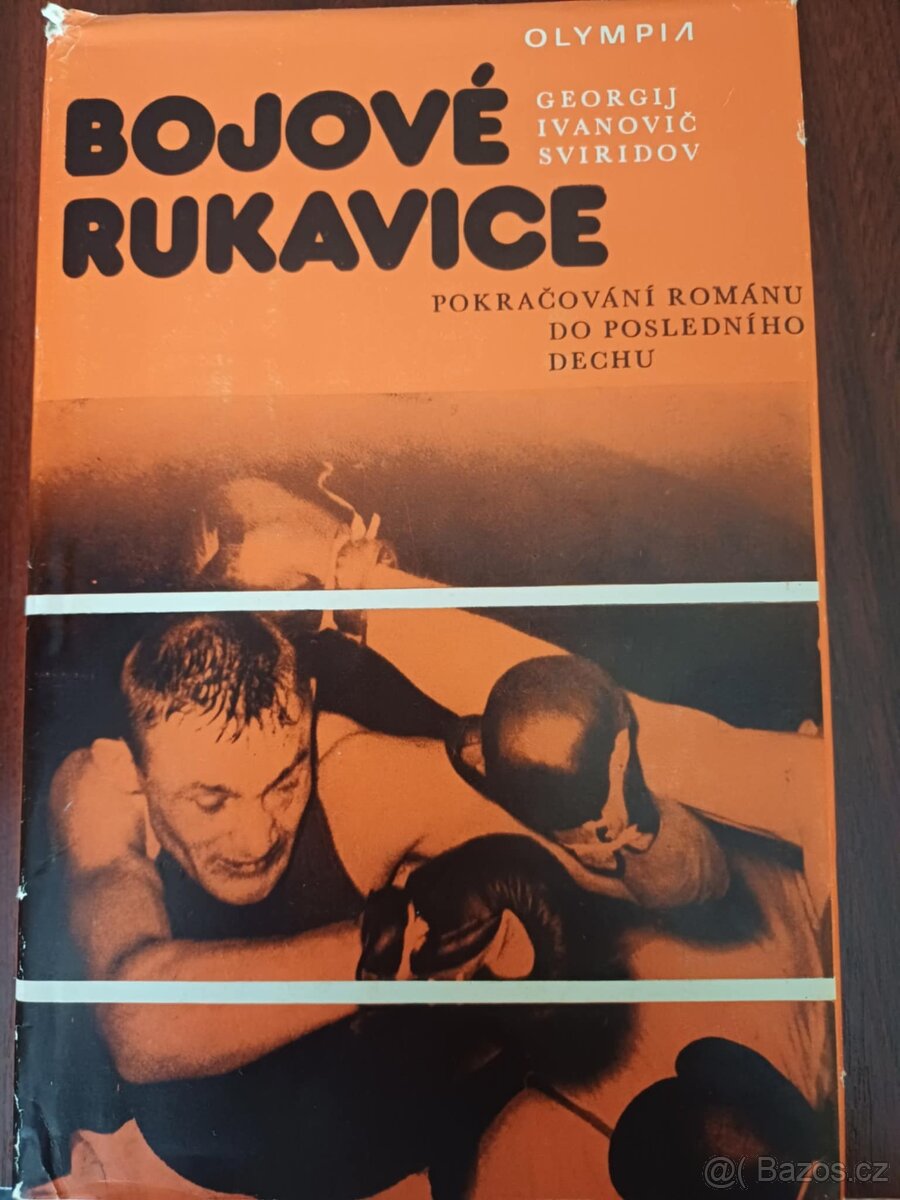 OLYMPIA
BOJOVÉ
RUKAVICE
GEORGIJ
IVANOVIČ
SVIRIDOV
POKRAČOVÁNÍ ROMÁNU
DO POSLEDNÍHO
DECHU
@( Bazos.cz